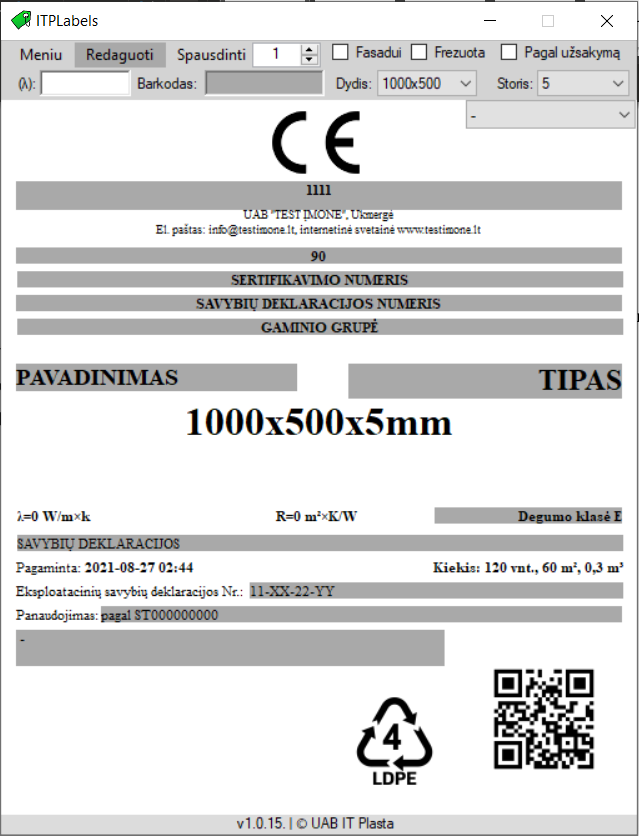 ITPLabels
Meniu Redaguoti Spausdinti 1 Fasadui Frezuota Pagal užsakymą
(λ): Barkodas: Dydis: 1000x500 Storis: 5
-
CE
1111
UAB "TEST ĮMONE", Ukmergė
El. paštas: info@testimone.lt, internetinė svetainė www.testimone.lt
90
SERTIFIKAVIMO NUMERIS
SAVYBIŲ DEKLARACIJOS NUMERIS
GAMINIO GRUPĖ
PAVADINIMAS TIPAS
1000x500x5mm
λ=0 W/m×k R=0 m²×K/W Degumo klasė E
SAVYBIŲ DEKLARACIJOS
Pagaminta: 2021-08-27 02:44 Kiekis: 120 vnt., 60 m², 0,3 m³
Eksploatacinių savybių deklaracijos Nr.: 11-XX-22-YY
Panaudojimas: pagal ST000000000
-
4
LDPE
v1.0.15. | © UAB IT Plasta